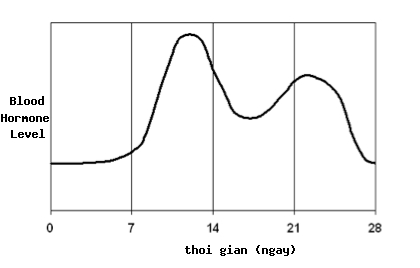 Blood
Hormone
Level
0 7 14 21 28
thoi gian (ngay)